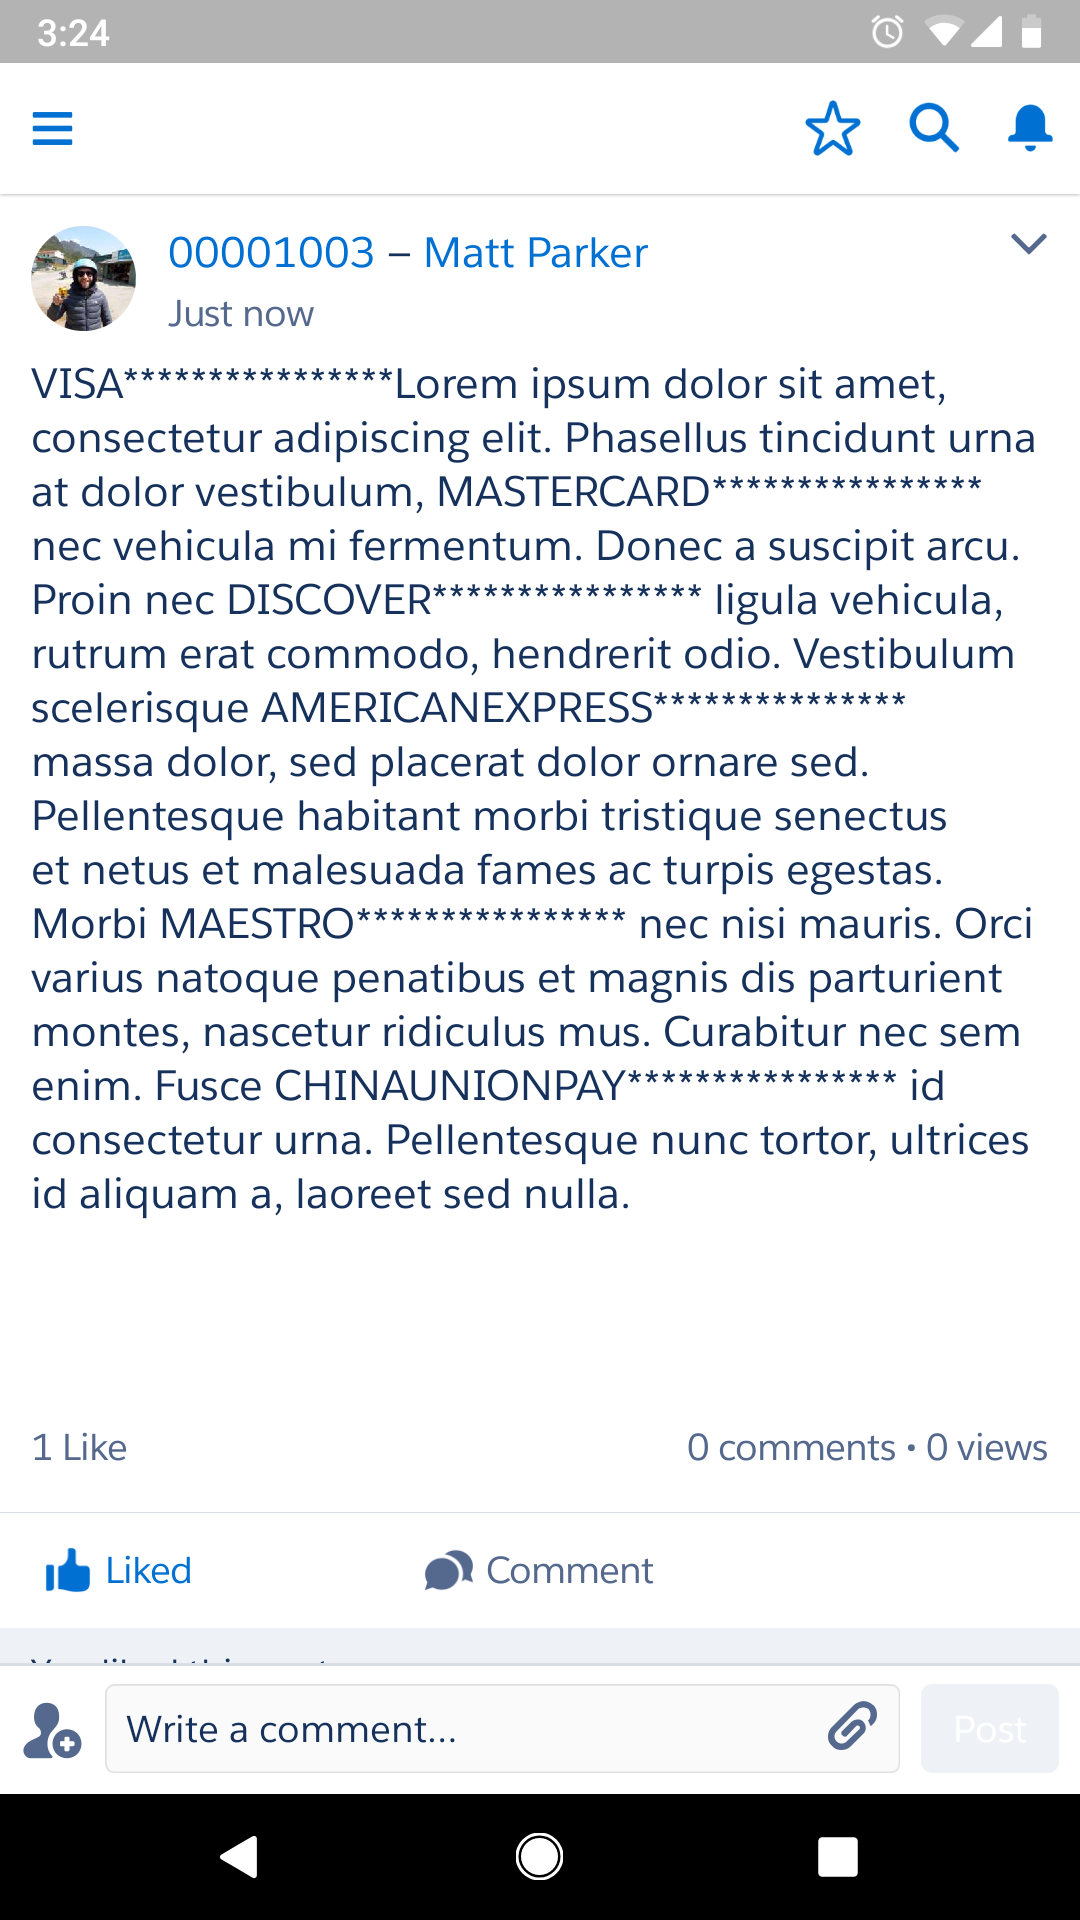 3:24
00001003 – Matt Parker
Just now
VISA****************Lorem ipsum dolor sit amet,
consectetur adipiscing elit. Phasellus tincidunt urna
at dolor vestibulum, MASTERCARD****************
nec vehicula mi fermentum. Donec a suscipit arcu.
Proin nec DISCOVER**************** ligula vehicula,
rutrum erat commodo, hendrerit odio. Vestibulum
scelerisque AMERICANEXPRESS***************
massa dolor, sed placerat dolor ornare sed.
Pellentesque habitant morbi tristique senectus
et netus et malesuada fames ac turpis egestas.
Morbi MAESTRO**************** nec nisi mauris. Orci
varius natoque penatibus et magnis dis parturient
montes, nascetur ridiculus mus. Curabitur nec sem
enim. Fusce CHINAUNIONPAY**************** id
consectetur urna. Pellentesque nunc tortor, ultrices
id aliquam a, laoreet sed nulla.
1 Like
0 comments • 0 views
Liked
Comment
Write a comment...
Post